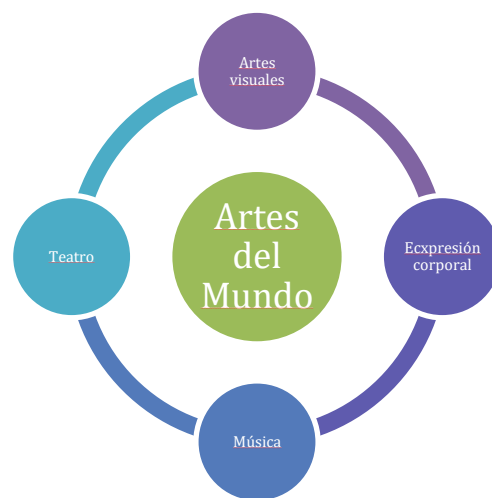 Artes
visuales
Teatro
Artes
del
Mundo
Ecxpresión
corporal
Música